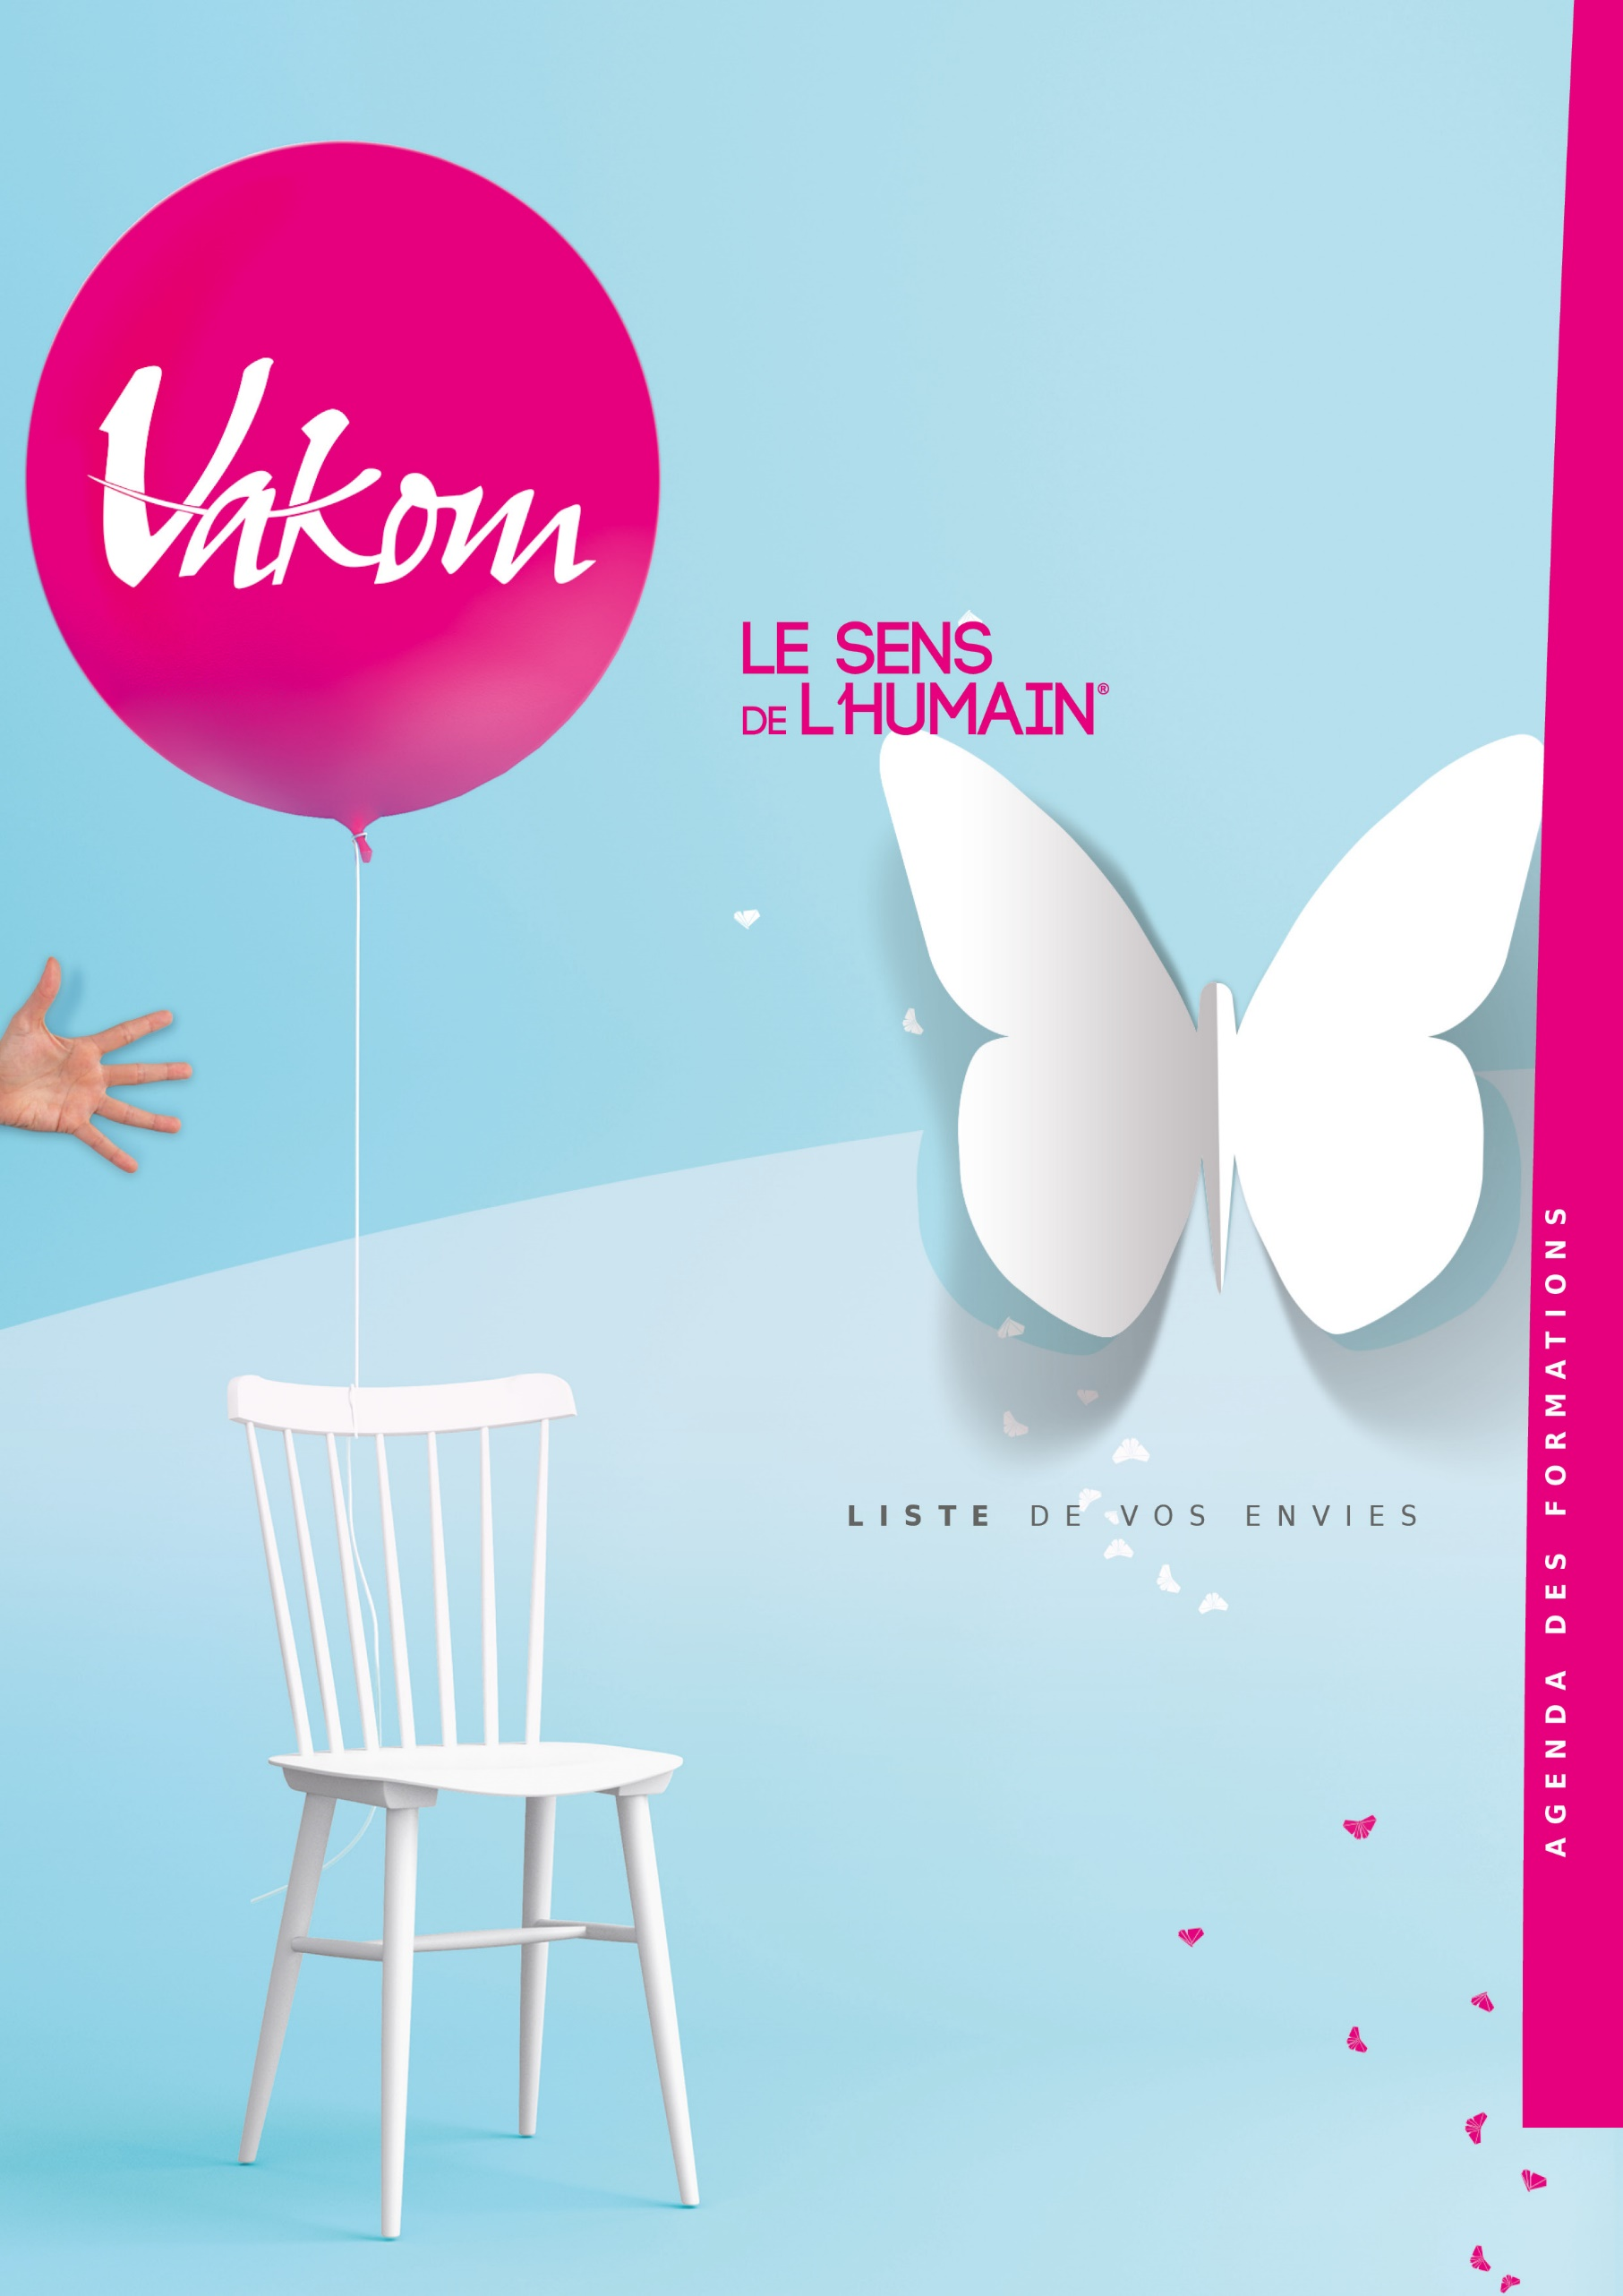 Vakom
LE SENS
DE L'HUMAIN®
LISTE DE VOS ENVIES
AGENDA DES FORMATIONS